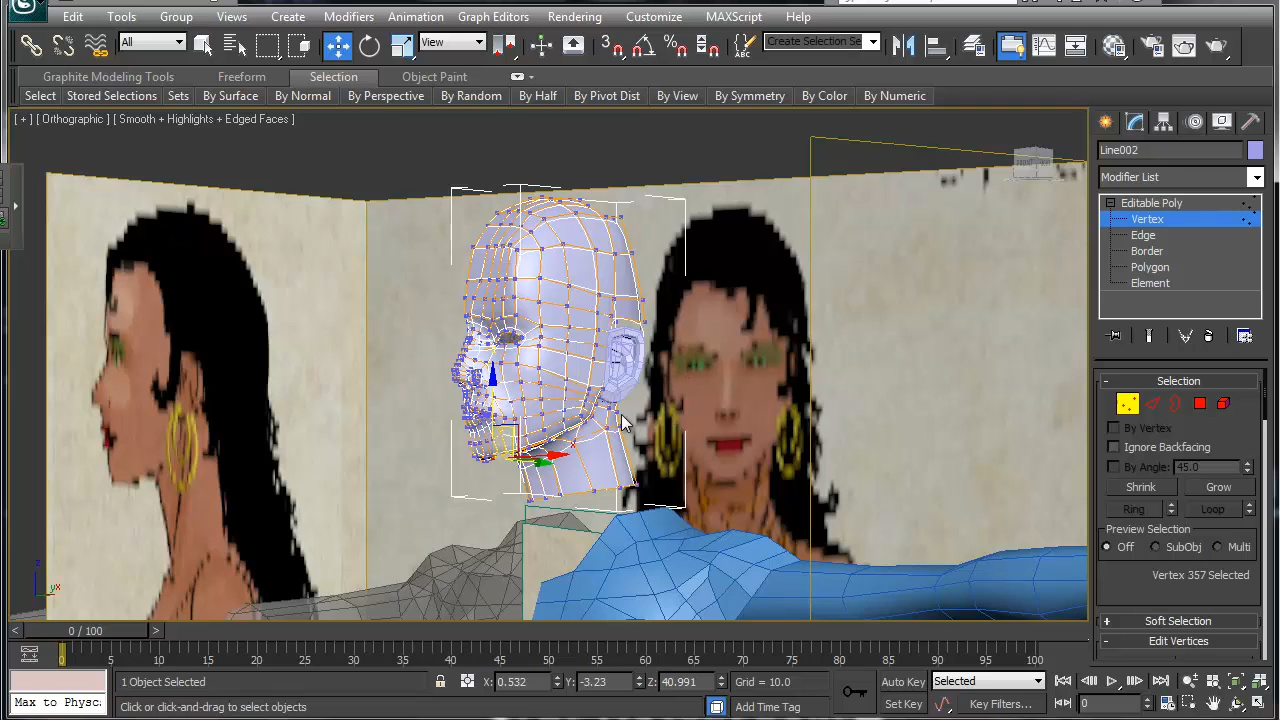 Edit Tools Group Views Create Modifiers Animation Graph Editors Rendering Customize MAXScript Help
All View 3 Create Selection Se
Graphite Modeling Tools Freeform Selection Object Paint
Select Stored Selections Sets By Surface By Normal By Perspective By Random By Half By Pivot Dist By View By Symmetry By Color By Numeric
[ + ] [ Orthographic ] [ Smooth + Highlights + Edged Faces ]
Line002
Modifier List
Editable Poly
Vertex
Edge
Border
Polygon
Element
- Selection
By Vertex
Ignore Backfacing
By Angle: 45.0
Shrink Grow
Ring Loop
Preview Selection
Off SubObj Multi
Vertex 357 Selected
+ Soft Selection
- Edit Vertices
z
yx
< 0 / 100 >
0 5 10 15 20 25 30 35 40 45 50 55 60 65 70 75 80 85 90 95 100
1 Object Selected X: 0.532 Y: -3.23 Z: 40.991 Grid = 10.0 Auto Key Selected
Max to Physca Click or click-and-drag to select objects Add Time Tag Set Key Key Filters... 0